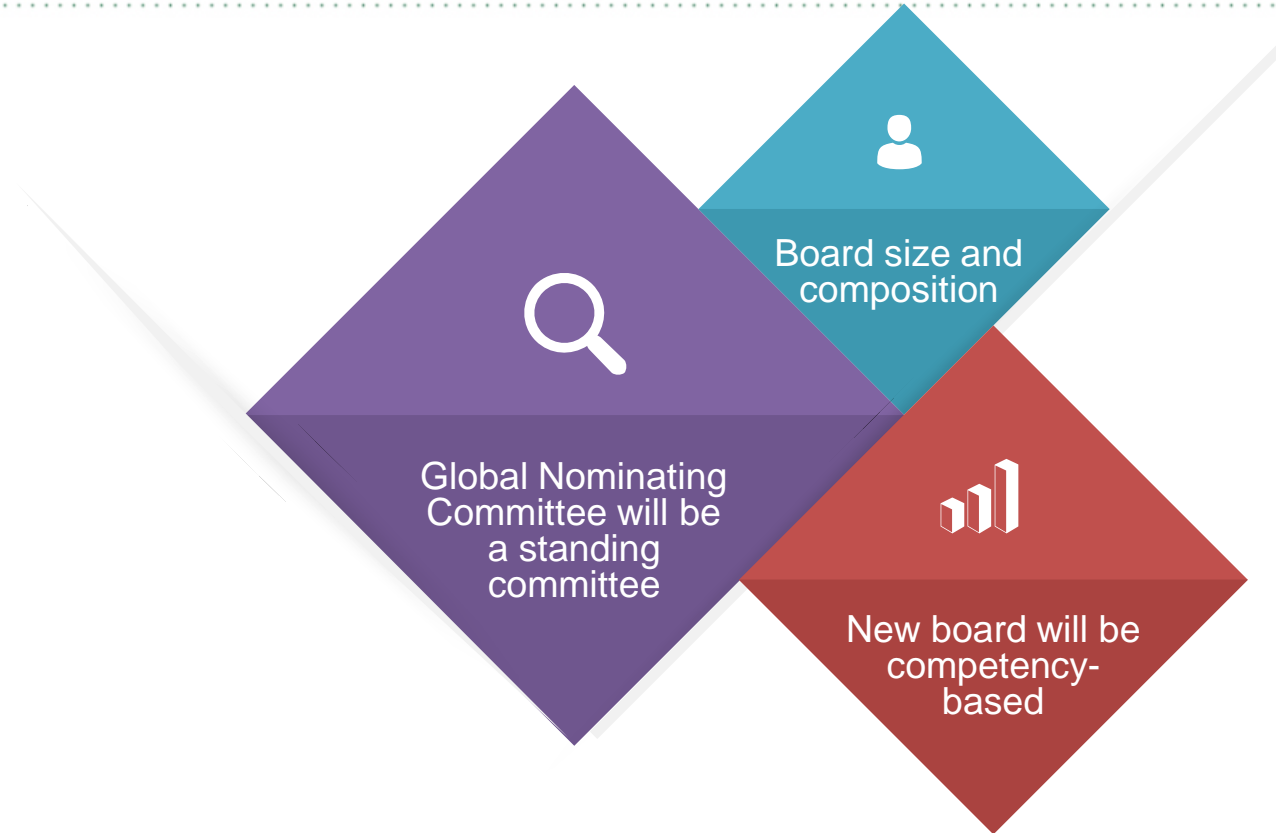 Board size and
composition
Global Nominating
Committee will be
a standing
committee
New board will be
competency-
based